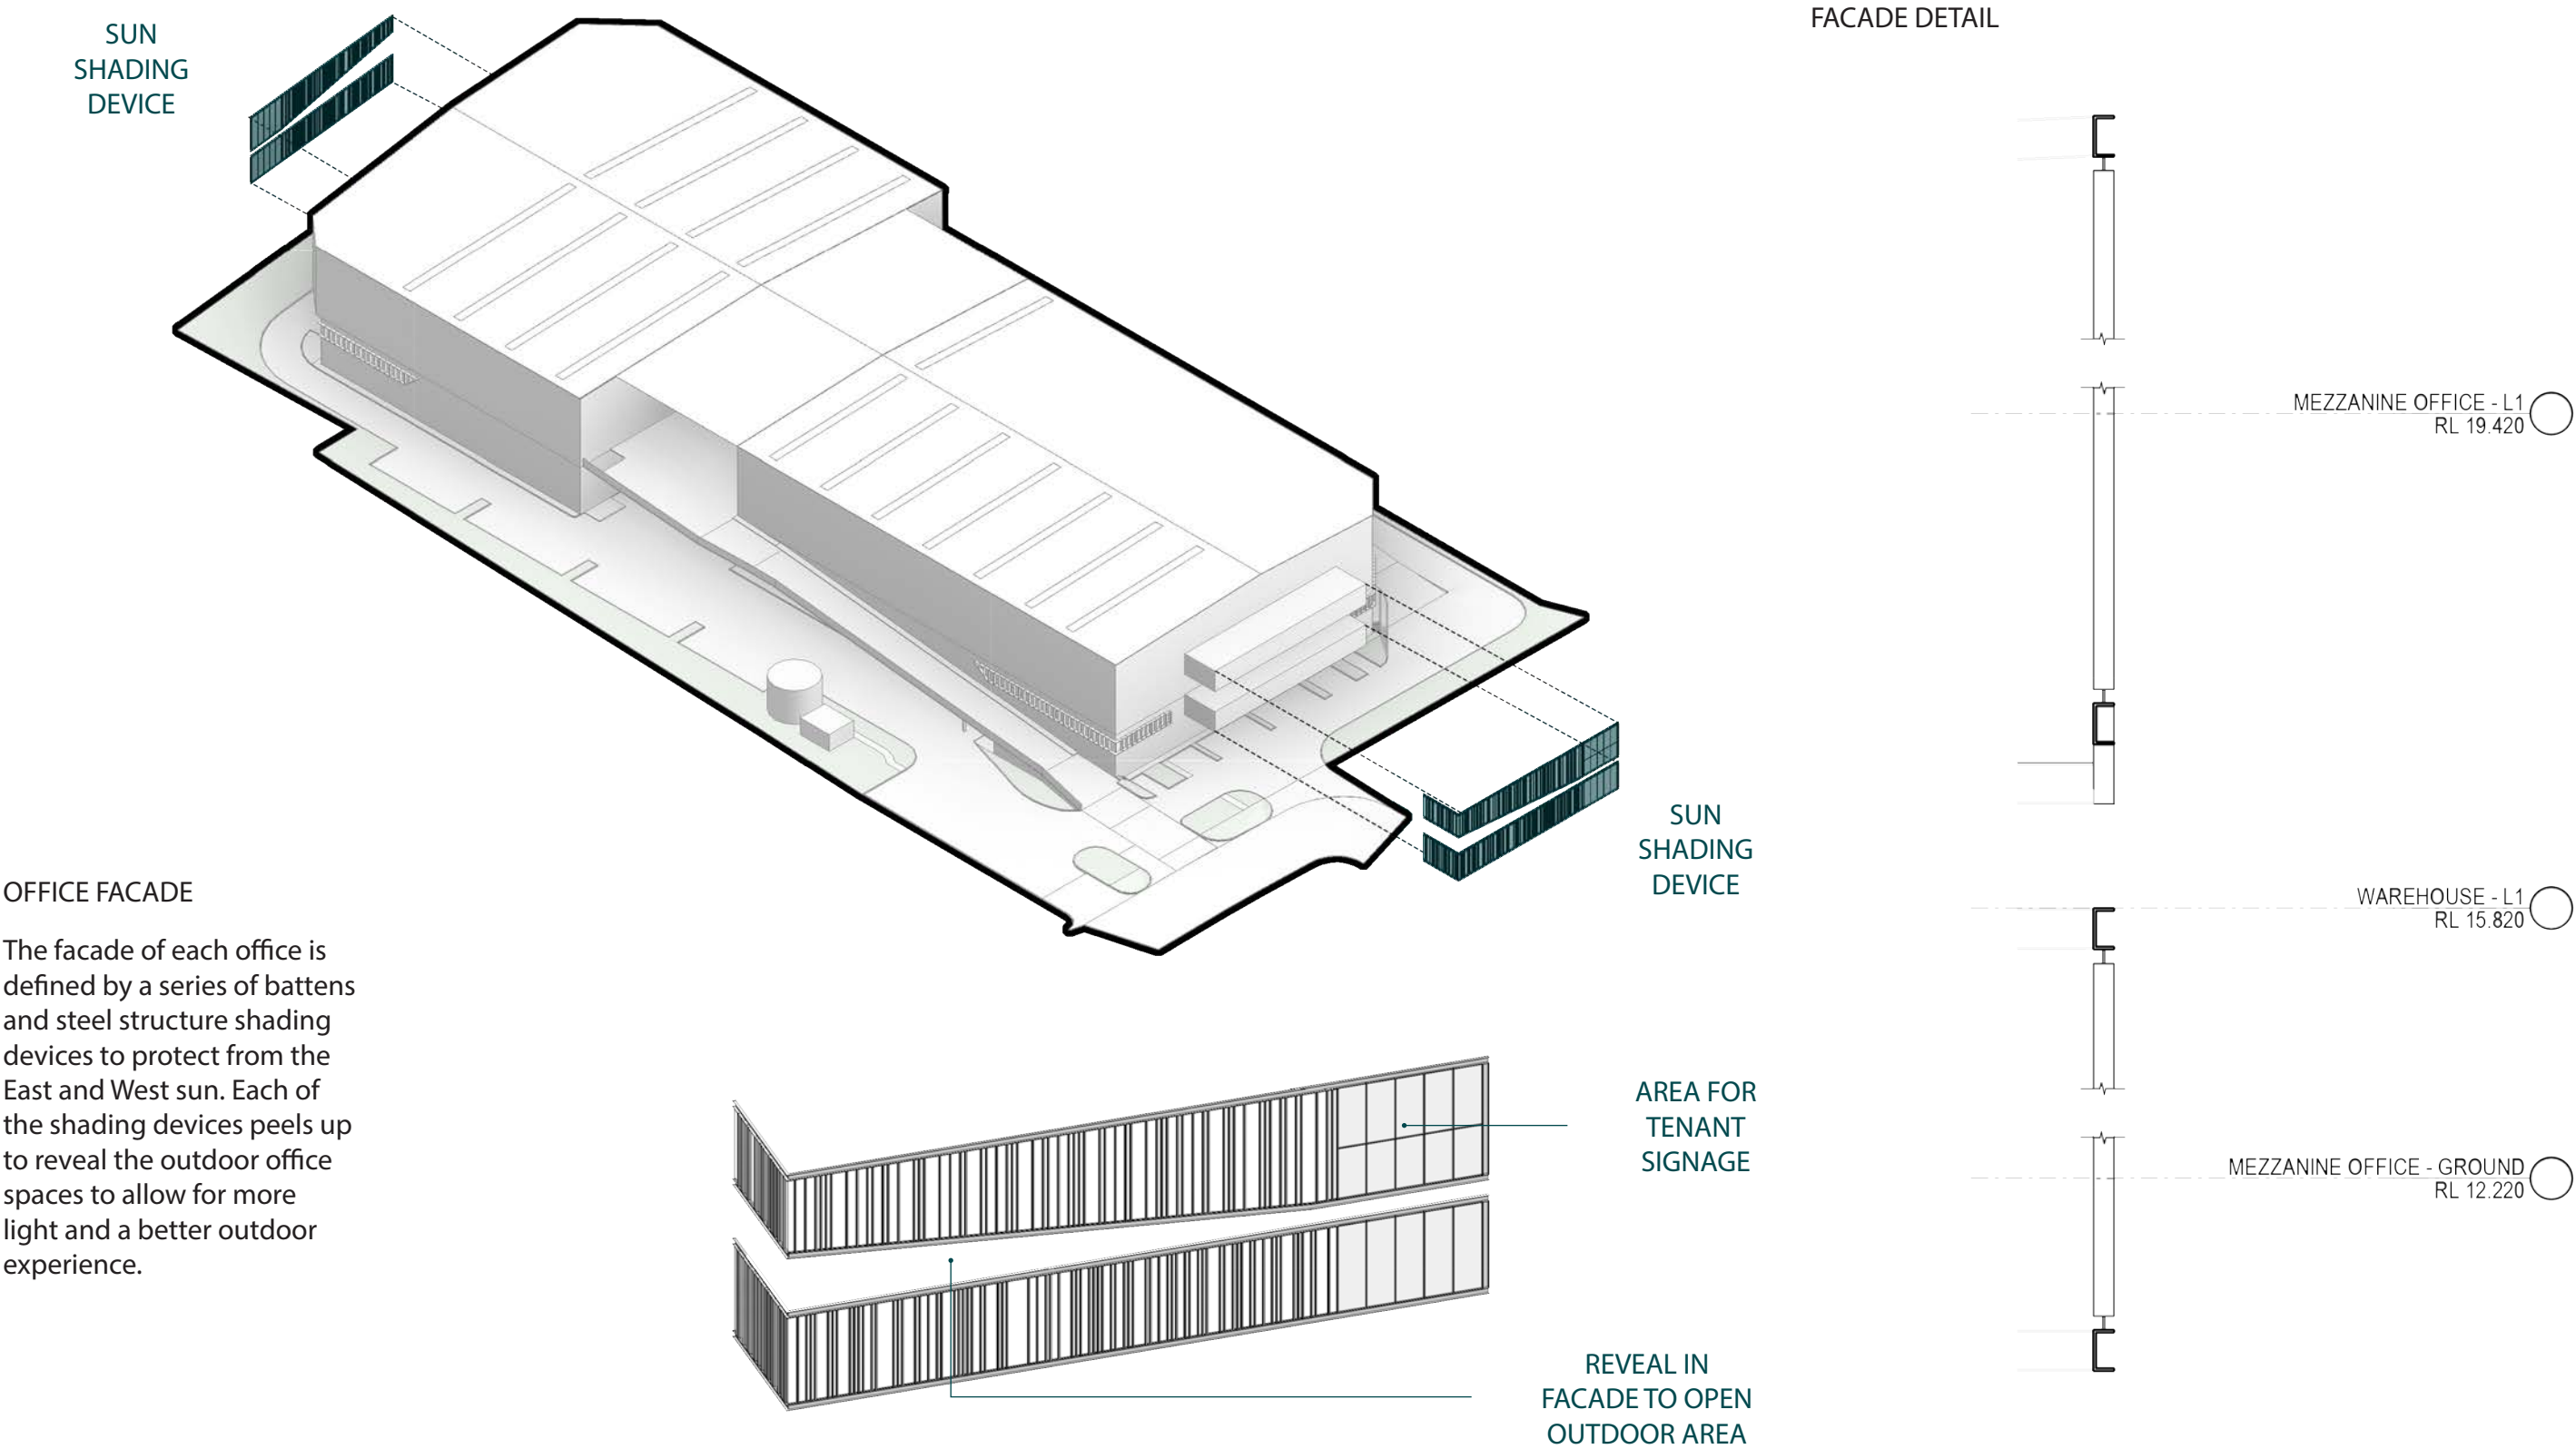 SUN
SHADING
DEVICE
FACADE DETAIL
MEZZANINE OFFICE - L1
RL 19.420
SUN
SHADING
DEVICE
OFFICE FACADE
The facade of each office is
defined by a series of battens
and steel structure shading
devices to protect from the
East and West sun. Each of
the shading devices peels up
to reveal the outdoor office
spaces to allow for more
light and a better outdoor
experience.
WAREHOUSE - L1
RL 15.820
AREA FOR
TENANT
SIGNAGE
MEZZANINE OFFICE - GROUND
RL 12.220
REVEAL IN
FACADE TO OPEN
OUTDOOR AREA